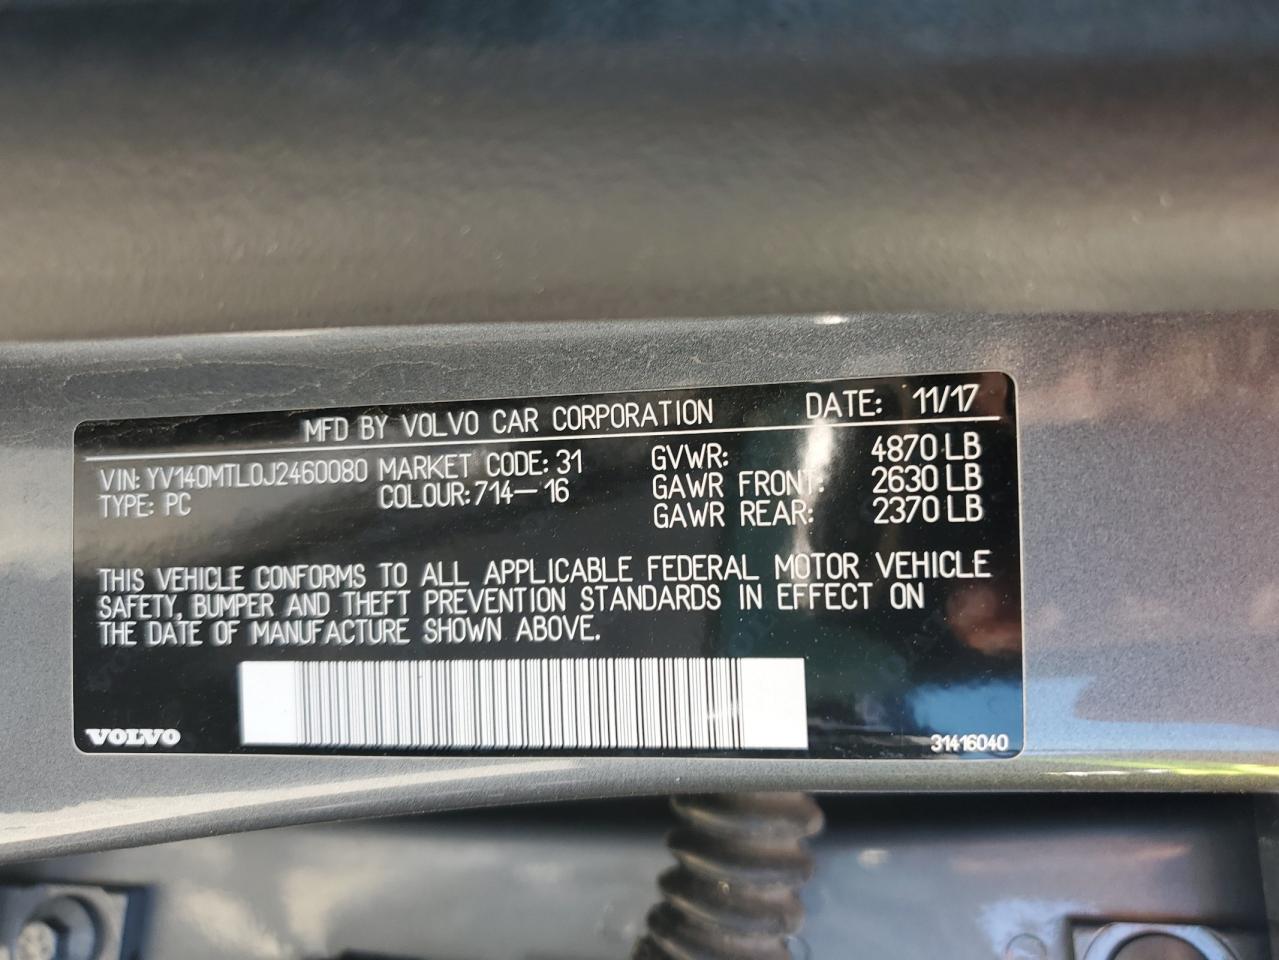 MFD BY VOLVO CAR CORPORATION DATE: 11/17
VIN: YV140MTL0J2460080 MARKET CODE: 31 GVWR: 4870 LB
TYPE: PC COLOUR: 714-16 GAWR FRONT: 2630 LB
GAWR REAR: 2370 LB
THIS VEHICLE CONFORMS TO ALL APPLICABLE FEDERAL MOTOR VEHICLE
SAFETY, BUMPER AND THEFT PREVENTION STANDARDS IN EFFECT ON
THE DATE OF MANUFACTURE SHOWN ABOVE.
VOLVO 31416040